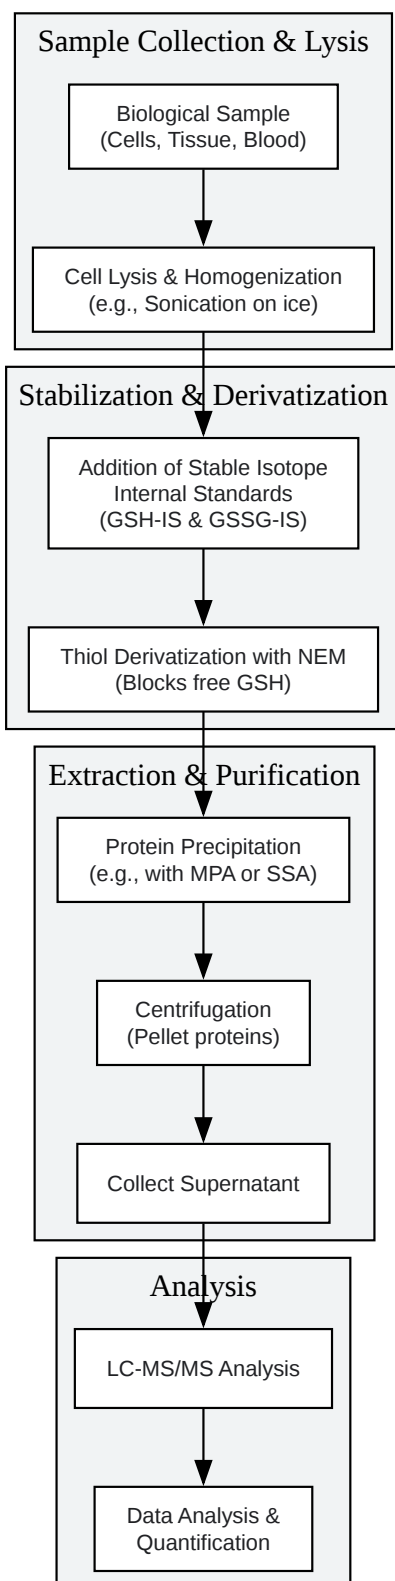 Sample Collection & Lysis
Biological Sample
(Cells, Tissue, Blood)
Cell Lysis & Homogenization
(e.g., Sonication on ice)
Stabilization & Derivatization
Addition of Stable Isotope
Internal Standards
(GSH-IS & GSSG-IS)
Thiol Derivatization with NEM
(Blocks free GSH)
Extraction & Purification
Protein Precipitation
(e.g., with MPA or SSA)
Centrifugation
(Pellet proteins)
Collect Supernatant
Analysis
LC-MS/MS Analysis
Data Analysis &
Quantification